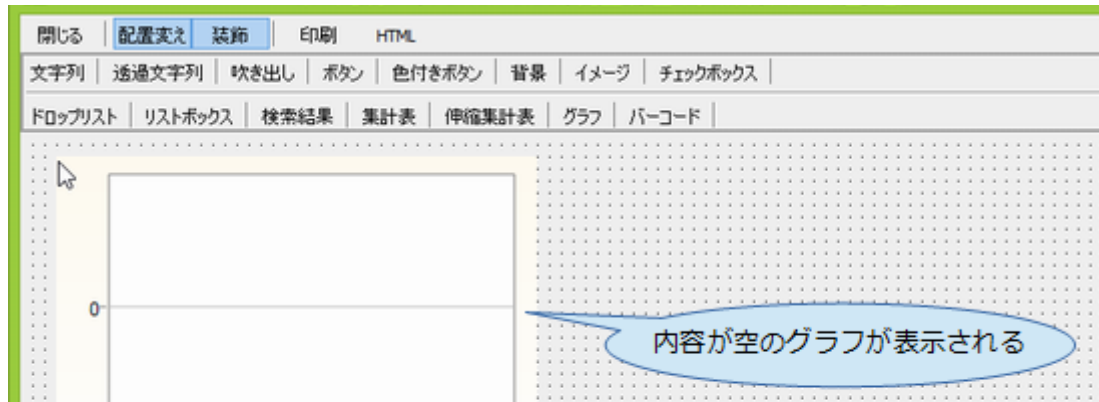 閉じる 配置変え 装飾 印刷 HTML
文字列 透過文字列 吹き出し ボタン 色付きボタン 背景 イメージ チェックボックス
ドロップリスト リストボックス 検索結果 集計表 伸縮集計表 グラフ バーコード
0
内容が空のグラフが表示される